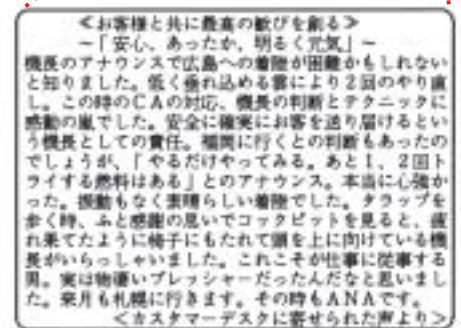 ≪お客様と共に最高の歓びを創る≫
~「安心、あったか、明るく元気」~
機長のアナウンスで広島への着陸が困難かもしれない
と知りました。低く垂れ込める雲により2回のやり直
し。この時のCAの対応、機長の判断とテクニックに
感動の嵐でした。安全に確実にお客を送り届けるとい
う機長としての責任。福岡に行くとの判断もあったの
でしょうが、「やるだけやってみる。あと1、2回ト
ライする燃料はある」とのアナウンス。本当に心強か
った。振動もなく素晴らしい着陸でした。タラップを
歩く時、ふと感謝の思いでコックピットを見ると、疲
れ果てたように椅子にもたれて頭を上に向けている機
長がいらっしゃいました。これこそが仕事に従事する
男。実は物凄いプレッシャーだったんだなと思いまし
た。来月も札幌に行きます。その時もANAです。
<カスタマーデスクに寄せられた声より>